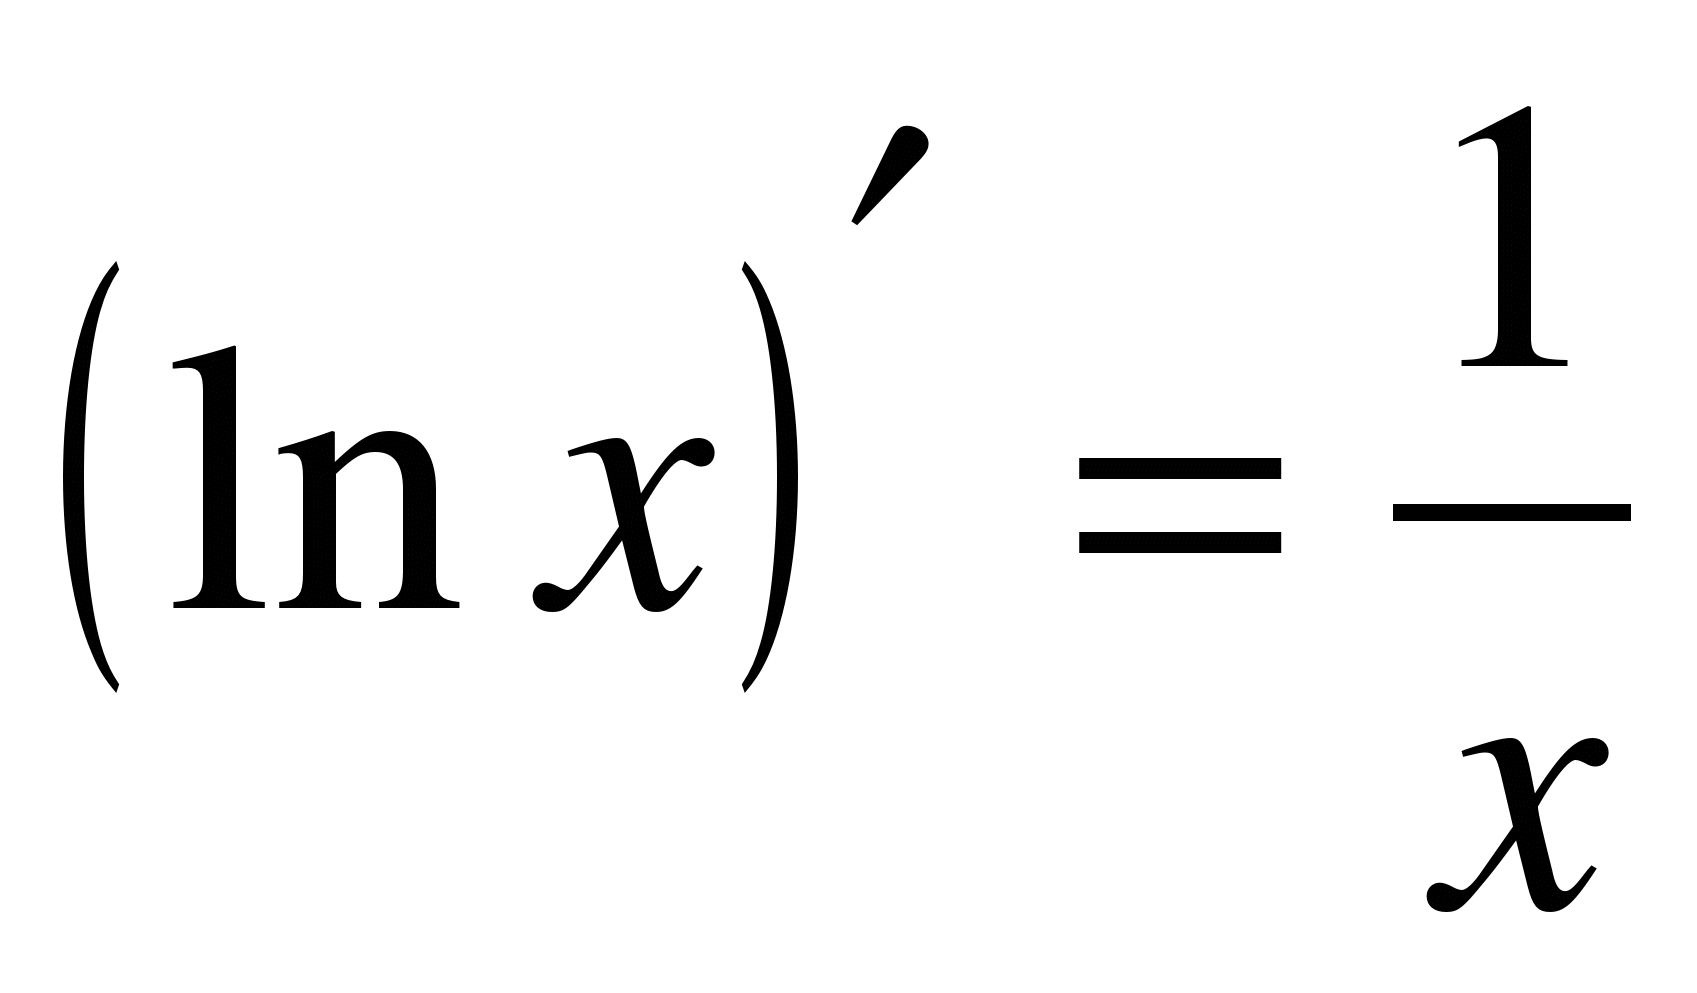 (ln x)′ = 1/x